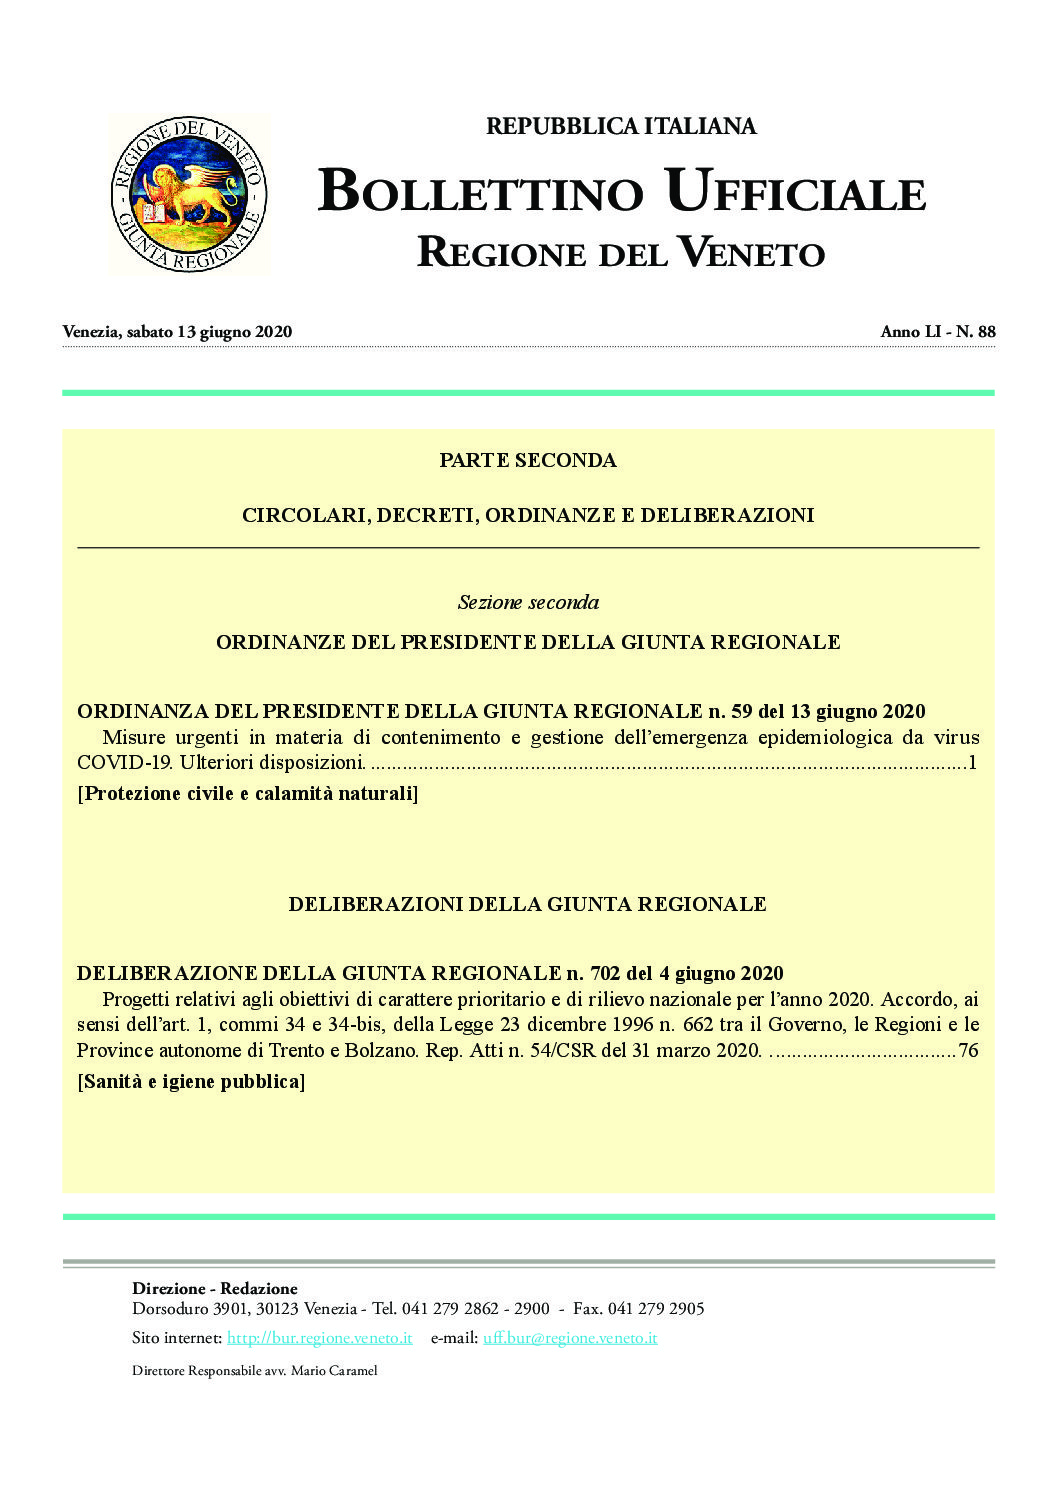 REGIONE DEL VENETO
- GIUNTA REGIONALE -
REPUBBLICA ITALIANA
BOLLETTINO UFFICIALE
REGIONE DEL VENETO
Venezia, sabato 13 giugno 2020
Anno LI - N. 88
PARTE SECONDA
CIRCOLARI, DECRETI, ORDINANZE E DELIBERAZIONI
Sezione seconda
ORDINANZE DEL PRESIDENTE DELLA GIUNTA REGIONALE
ORDINANZA DEL PRESIDENTE DELLA GIUNTA REGIONALE n. 59 del 13 giugno 2020
Misure urgenti in materia di contenimento e gestione dell’emergenza epidemiologica da virus
COVID-19. Ulteriori disposizioni. ................................................................................................................1
[Protezione civile e calamità naturali]
DELIBERAZIONI DELLA GIUNTA REGIONALE
DELIBERAZIONE DELLA GIUNTA REGIONALE n. 702 del 4 giugno 2020
Progetti relativi agli obiettivi di carattere prioritario e di rilievo nazionale per l’anno 2020. Accordo, ai
sensi dell’art. 1, commi 34 e 34-bis, della Legge 23 dicembre 1996 n. 662 tra il Governo, le Regioni e le
Province autonome di Trento e Bolzano. Rep. Atti n. 54/CSR del 31 marzo 2020. ...................................76
[Sanità e igiene pubblica]
Direzione - Redazione
Dorsoduro 3901, 30123 Venezia - Tel. 041 279 2862 - 2900 - Fax. 041 279 2905
Sito internet: http://bur.regione.veneto.it e-mail: uff.bur@regione.veneto.it
Direttore Responsabile avv. Mario Caramel